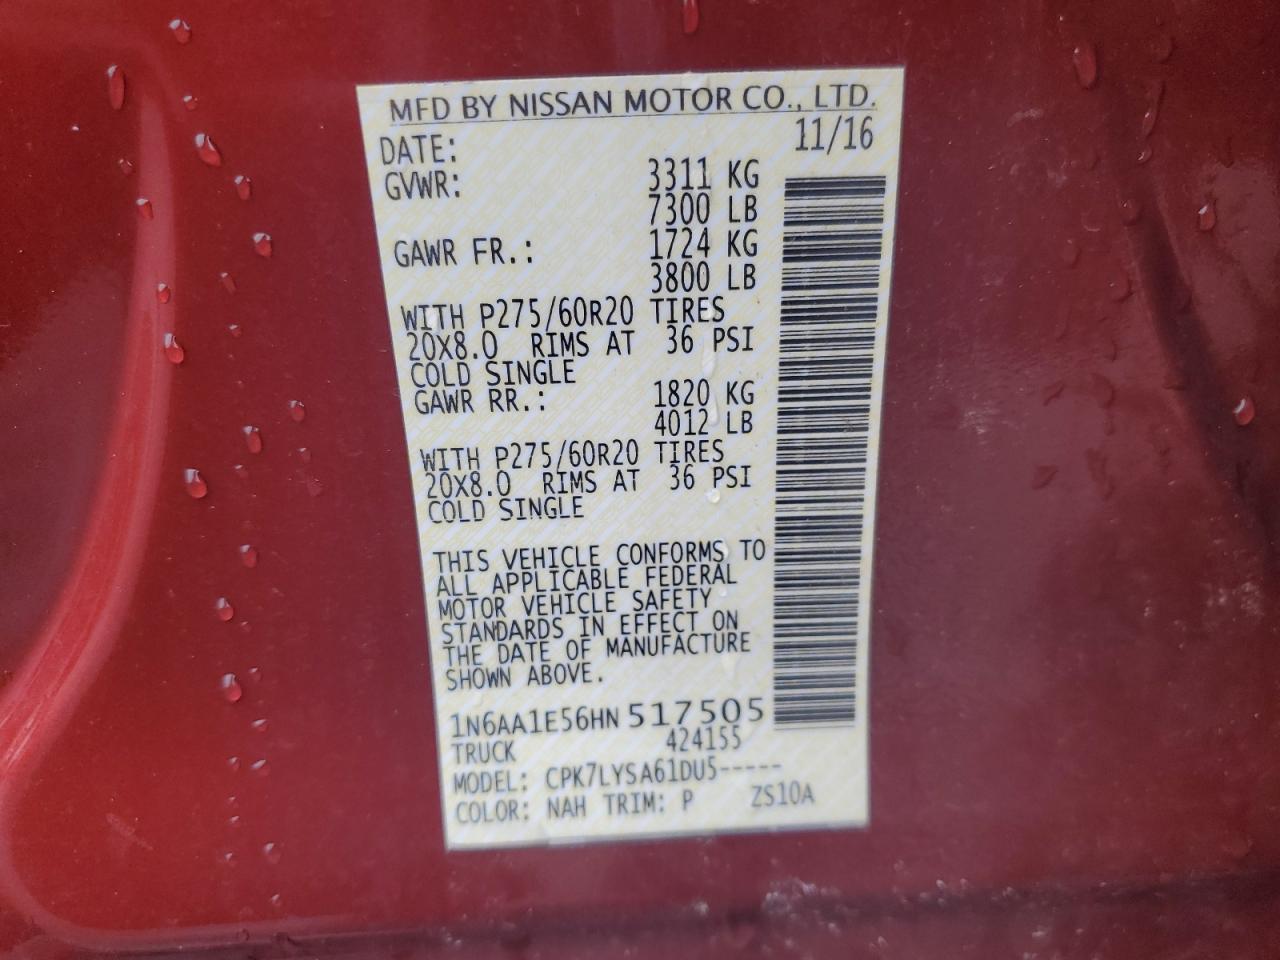 MFD BY NISSAN MOTOR CO., LTD.
DATE: 11/16
GVWR: 3311 KG
7300 LB
GAWR FR.: 1724 KG
3800 LB
WITH P275/60R20 TIRES
20X8.0 RIMS AT 36 PSI
COLD SINGLE
GAWR RR.: 1820 KG
4012 LB
WITH P275/60R20 TIRES
20X8.0 RIMS AT 36 PSI
COLD SINGLE
THIS VEHICLE CONFORMS TO
ALL APPLICABLE FEDERAL
MOTOR VEHICLE SAFETY
STANDARDS IN EFFECT ON
THE DATE OF MANUFACTURE
SHOWN ABOVE.
1N6AA1E56HN517505
TRUCK 424155
MODEL: CPK7LYSA61DU5-----
COLOR: NAH TRIM: P ZS10A